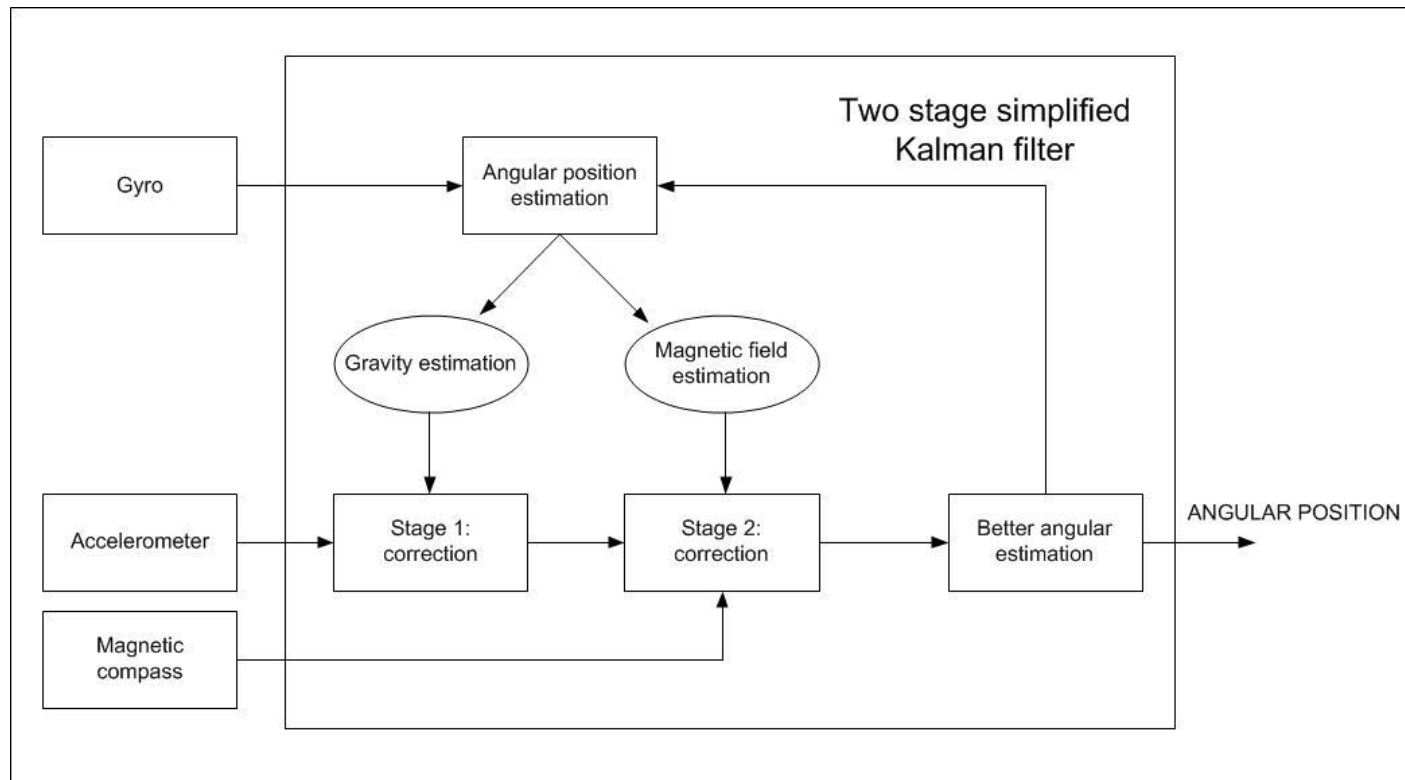 Two stage simplified
Kalman filter
Gyro
Angular position
estimation
Gravity estimation
Magnetic field
estimation
Accelerometer
Stage 1:
correction
Stage 2:
correction
Better angular
estimation
ANGULAR POSITION
Magnetic
compass